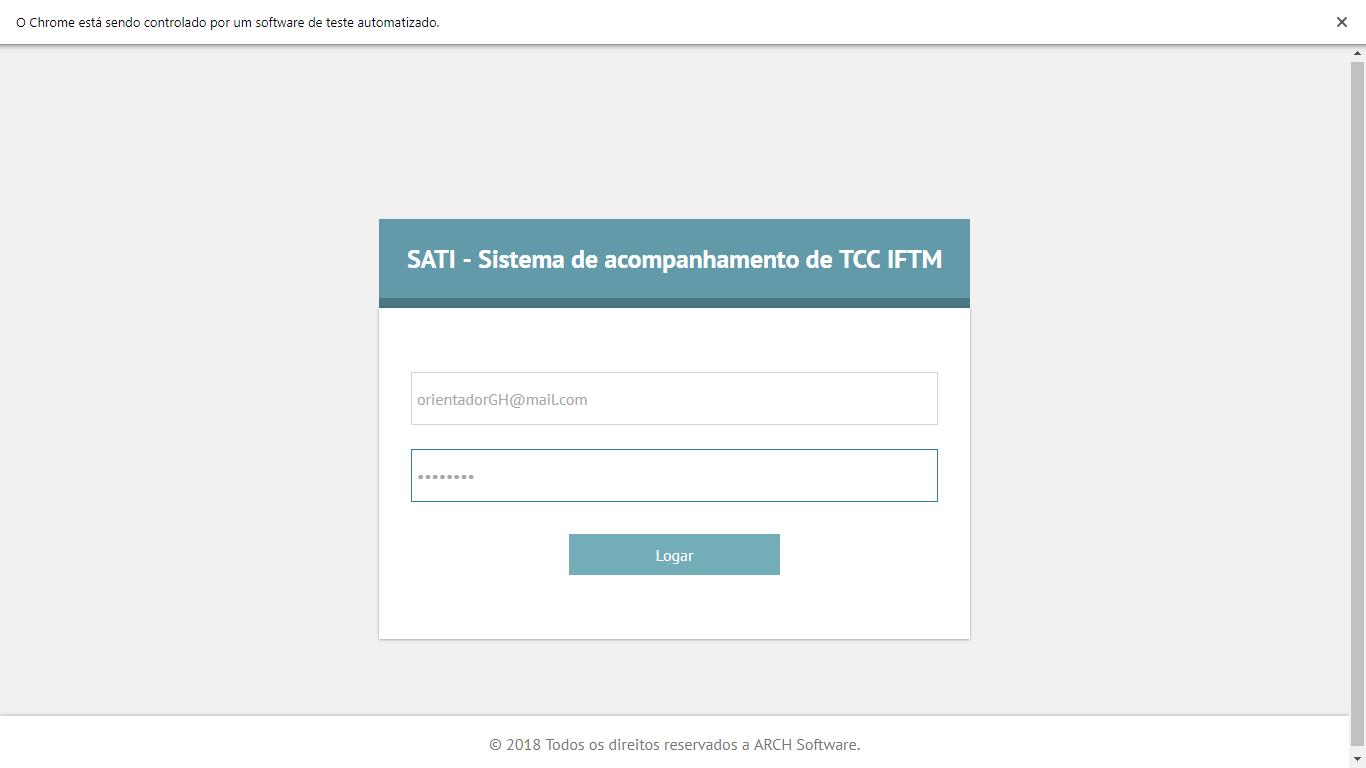 O Chrome está sendo controlado por um software de teste automatizado.
SATI - Sistema de acompanhamento de TCC IFTM
orientadorGH@mail.com
••••••••
Logar
© 2018 Todos os direitos reservados a ARCH Software.